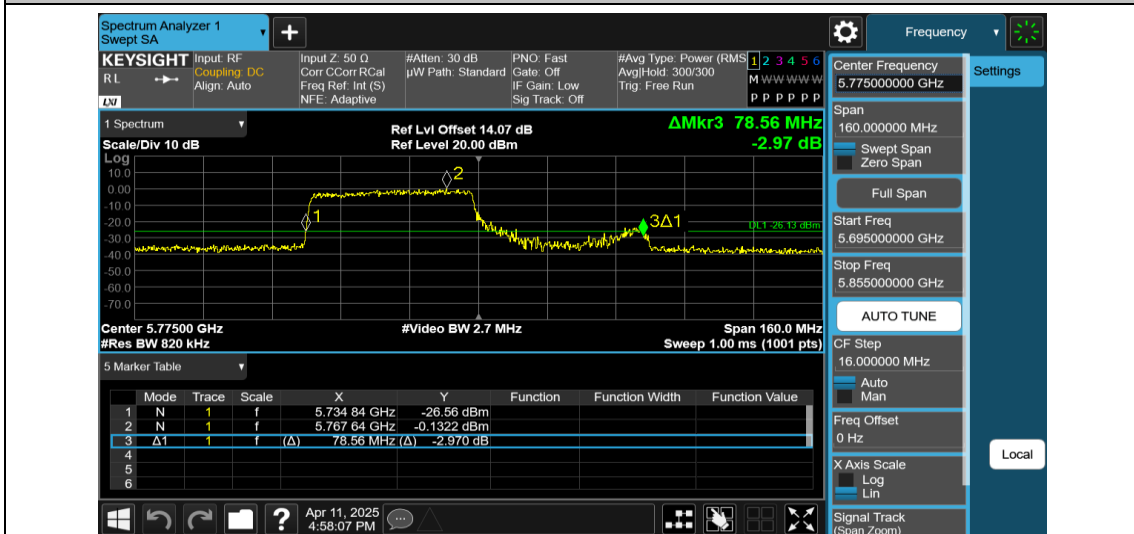 Spectrum Analyzer 1
Swept SA
Frequency
KEYSIGHT
RL
LXI
Input: RF
Coupling: DC
Align: Auto
Input Z: 50 Ω
Corr CCorr RCal
Freq Ref: Int (S)
NFE: Adaptive
#Atten: 30 dB
µW Path: Standard
PNO: Fast
Gate: Off
IF Gain: Low
Sig Track: Off
#Avg Type: Power (RMS
Avg|Hold: 300/300
Trig: Free Run
1 2 3 4 5 6
M W W W W W
P P P P P P
1 Spectrum
Scale/Div 10 dB
Ref Lvl Offset 14.07 dB
Ref Level 20.00 dBm
ΔMkr3 78.56 MHz
-2.97 dB
Log
10.0
0.00
-10.0
-20.0
-30.0
-40.0
-50.0
-60.0
-70.0
1
2
3Δ1
DL1 -26.13 dBm
Center 5.77500 GHz
#Res BW 820 kHz
#Video BW 2.7 MHz
Span 160.0 MHz
Sweep 1.00 ms (1001 pts)
5 Marker Table
Mode Trace Scale X Y Function Function Width Function Value
1 N 1 f 5.734 84 GHz -26.56 dBm
2 N 1 f 5.767 64 GHz -0.1322 dBm
3 Δ1 1 f (Δ) 78.56 MHz (Δ) -2.970 dB
4
5
6
Apr 11, 2025
4:58:07 PM
Center Frequency
5.775000000 GHz
Span
160.000000 MHz
Swept Span
Zero Span
Full Span
Start Freq
5.695000000 GHz
Stop Freq
5.855000000 GHz
AUTO TUNE
CF Step
16.000000 MHz
Auto
Man
Freq Offset
0 Hz
X Axis Scale
Log
Lin
Signal Track
(Span Zoom)
Settings
Local